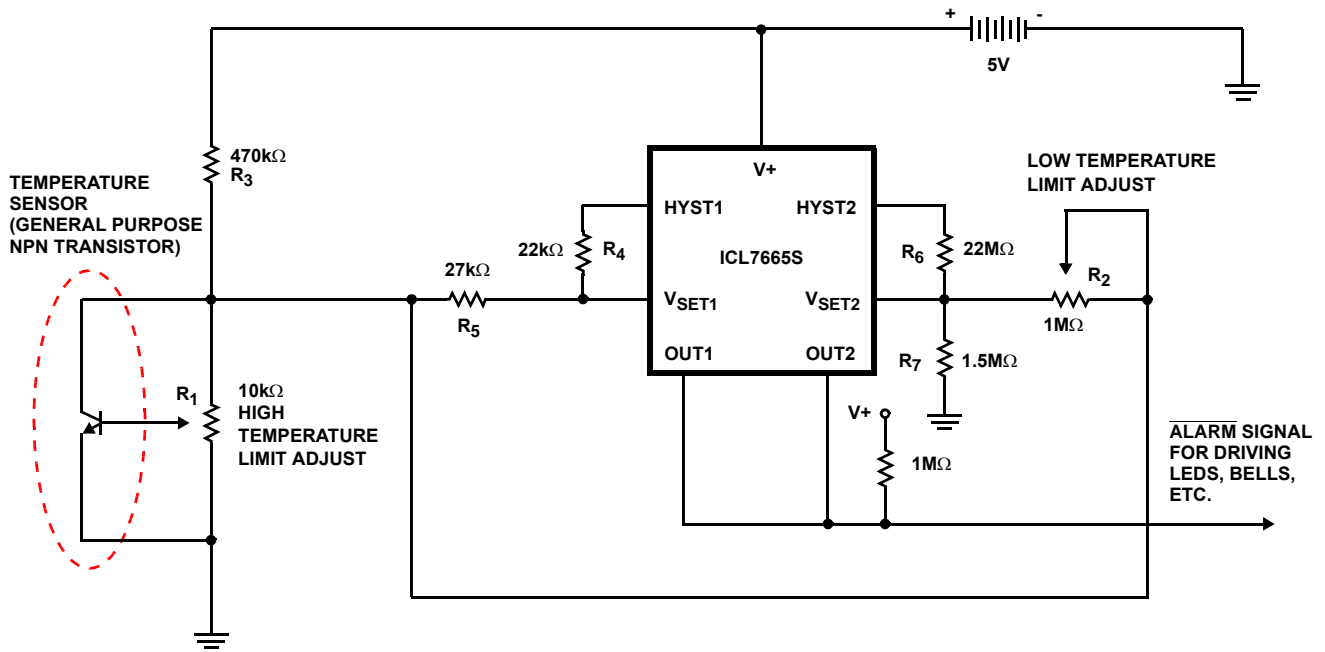 +
-
5V
470kΩ
R3
TEMPERATURE
SENSOR
(GENERAL PURPOSE
NPN TRANSISTOR)
V+
HYST1
HYST2
ICL7665S
VSET1
VSET2
OUT1
OUT2
LOW TEMPERATURE
LIMIT ADJUST
22kΩ
R4
27kΩ
R5
R6
22MΩ
R2
1MΩ
R7
1.5MΩ
R1
10kΩ
HIGH
TEMPERATURE
LIMIT ADJUST
V+
1MΩ
ALARM SIGNAL
FOR DRIVING
LEDS, BELLS,
ETC.